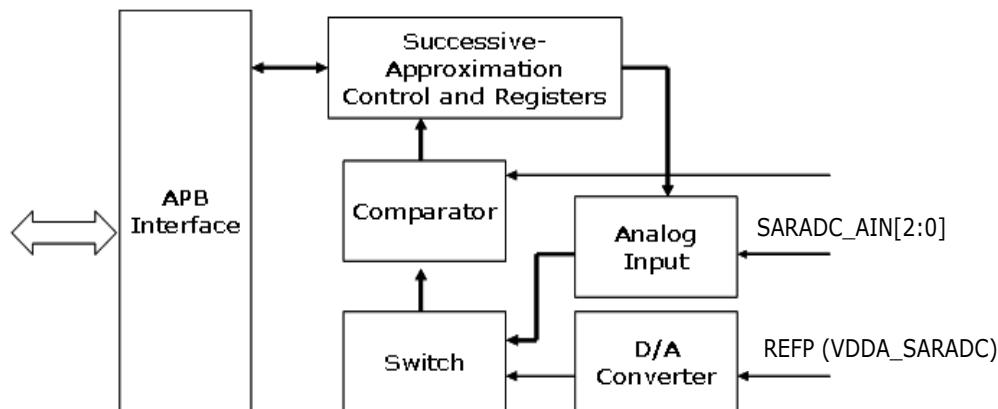 Successive-
Approximation
Control and Registers
APB
Interface
Comparator
Analog
Input
SARADC_AIN[2:0]
Switch
D/A
Converter
REFP (VDDA_SARADC)